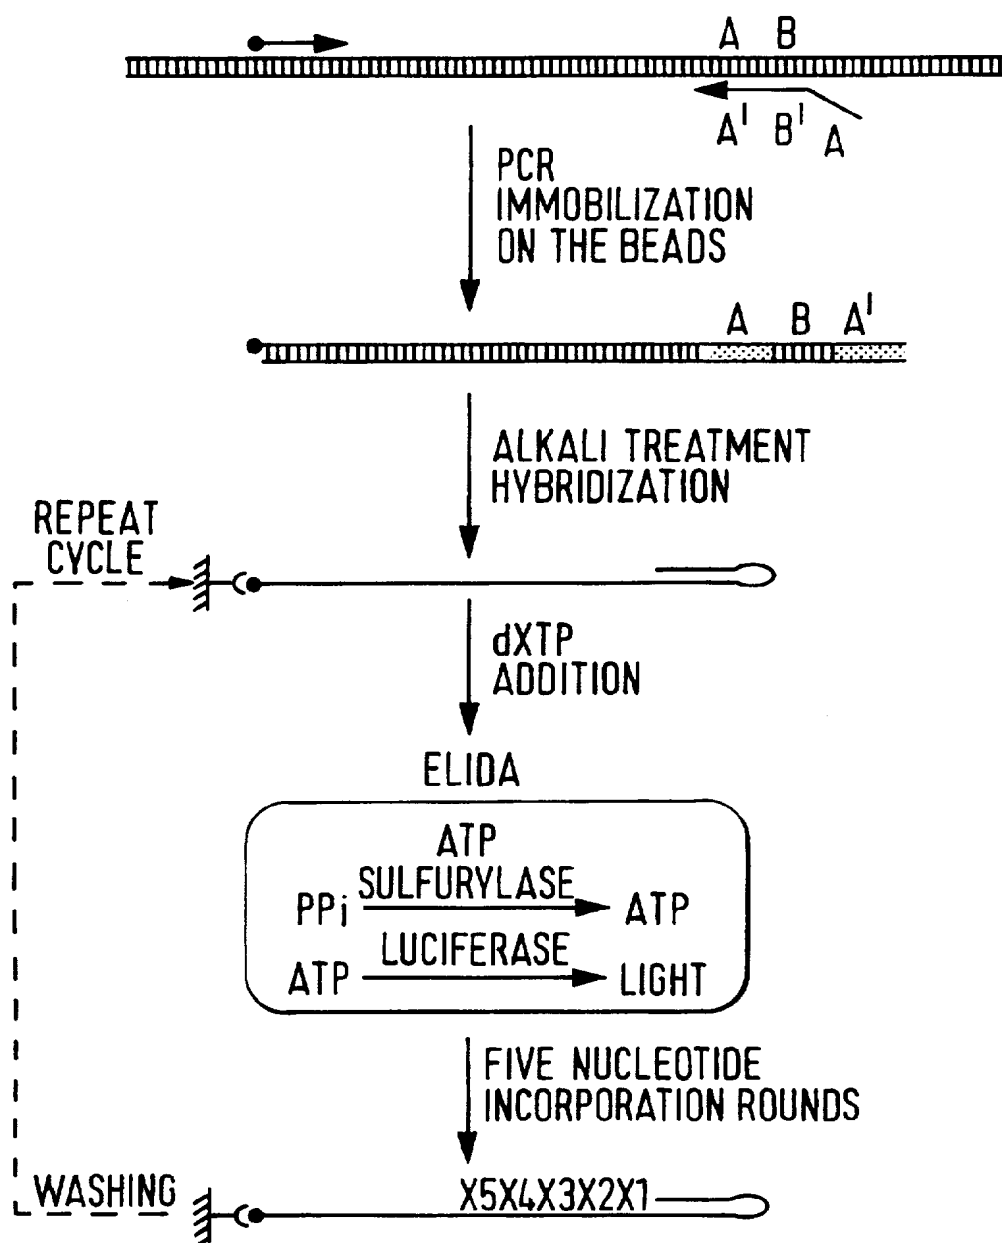 A B
A' B' A
PCR
IMMOBILIZATION
ON THE BEADS
A B A'
ALKALI TREATMENT
HYBRIDIZATION
REPEAT
CYCLE
dXTP
ADDITION
ELIDA
ATP
SULFURYLASE
PPi ATP
LUCIFERASE
ATP LIGHT
FIVE NUCLEOTIDE
INCORPORATION ROUNDS
WASHING
X5X4X3X2X1